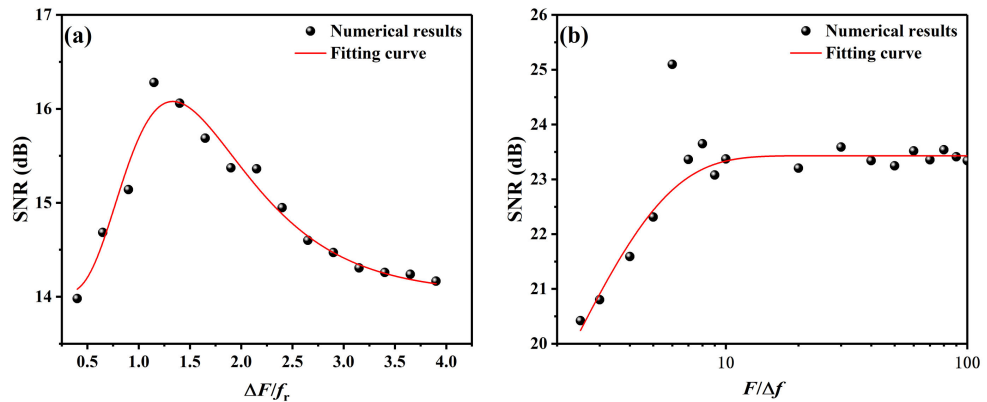 (a)
Numerical results
Fitting curve
SNR (dB)
17
16
15
14
0.5 1.0 1.5 2.0 2.5 3.0 3.5 4.0
ΔF/fr
(b)
Numerical results
Fitting curve
SNR (dB)
26
25
24
23
22
21
20
10 100
F/Δf